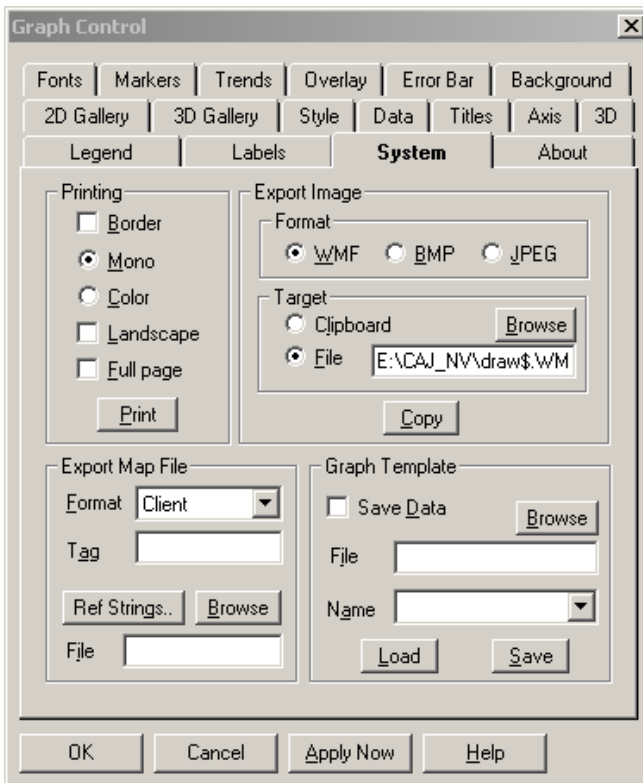 Graph Control
Fonts Markers Trends Overlay Error Bar Background
2D Gallery 3D Gallery Style Data Titles Axis 3D
Legend Labels System About
Printing
Border
Mono
Color
Landscape
Full page
Print
Export Image
Format
WMF BMP JPEG
Target
Clipboard Browse
File E:\CAJ_NV\draw$.WM
Copy
Export Map File
Format Client
Tag
Ref Strings.. Browse
File
Graph Template
Save Data Browse
File
Name
Load Save
OK Cancel Apply Now Help